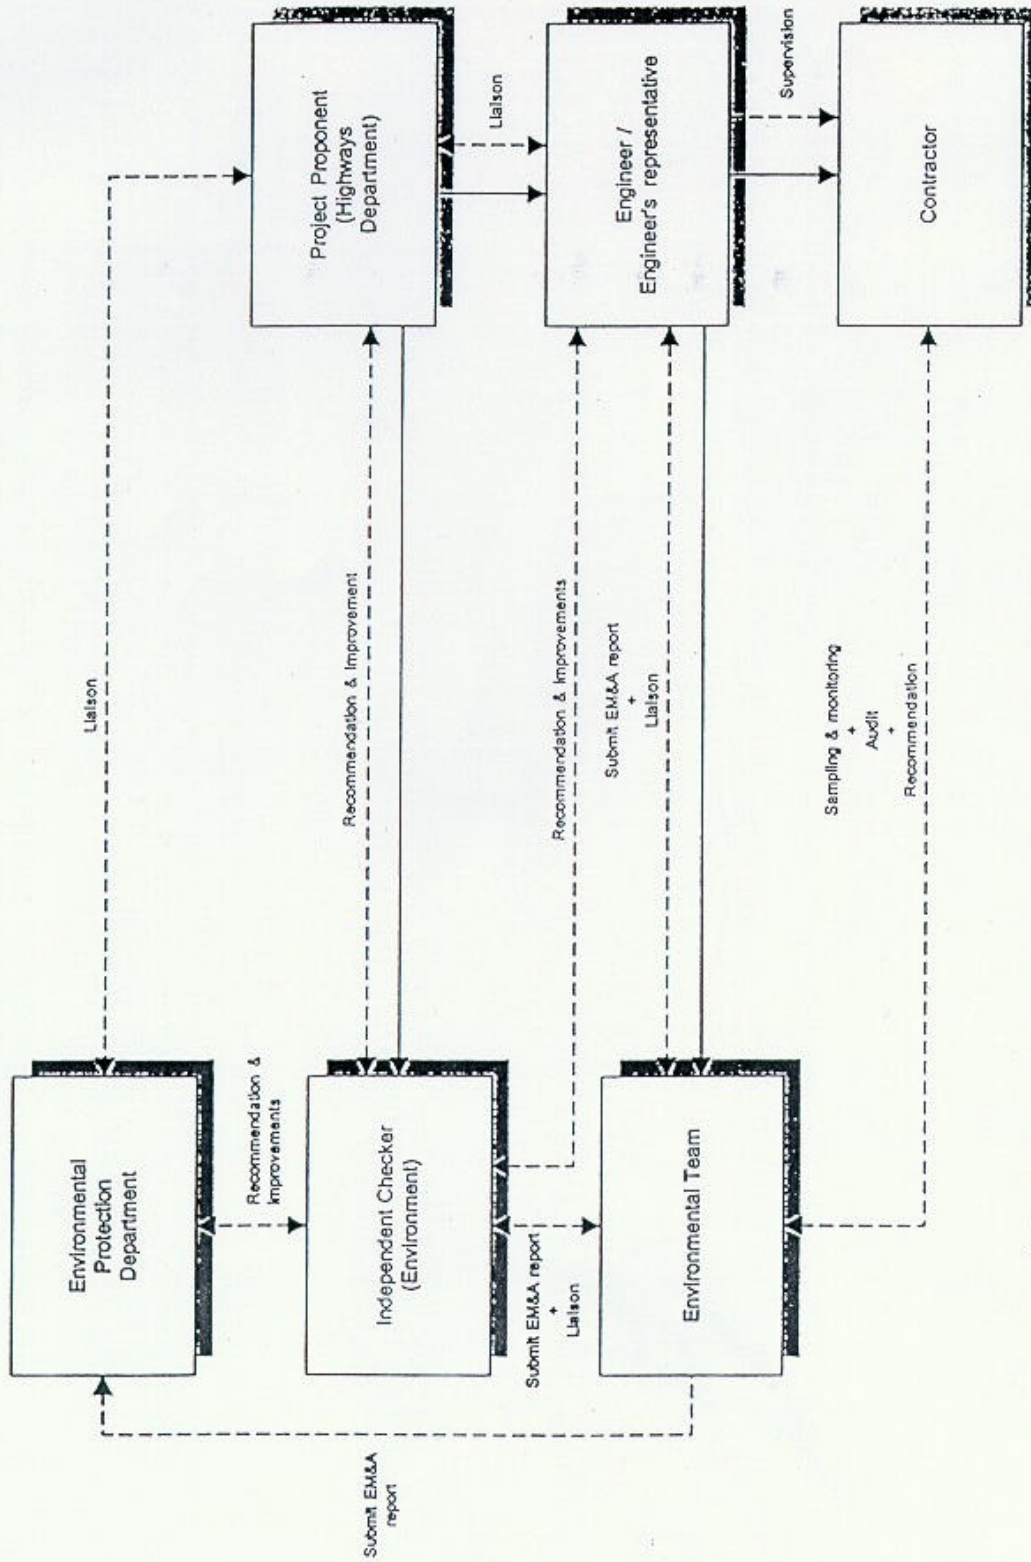 Environmental
Protection
Department
Liaison
Project Proponent
(Highways
Department)
Recommendation &
Improvements
Recommendation & Improvement
Liaison
Independent Checker
(Environment)
Recommendation & Improvements
Engineer /
Engineer's representative
Submit EM&A
report
Submit EM&A report
+
Liaison
Submit EM&A report
+
Liaison
Supervision
Environmental Team
Sampling & monitoring
+
Audit
+
Recommendation
Contractor